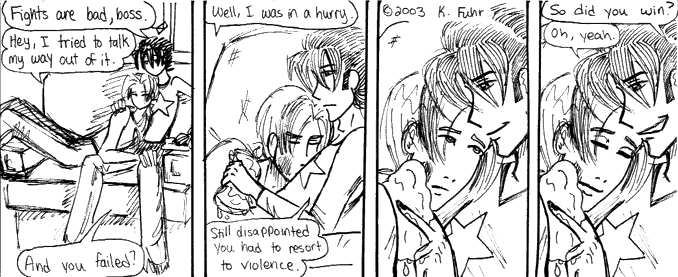 Fights are bad, boss.
Hey, I tried to talk
my way out of it.
And you failed?
Well, I was in a hurry.
Still disappointed
you had to resort
to violence.
©2003 K. Fuhr
So did you win?
Oh, yeah.